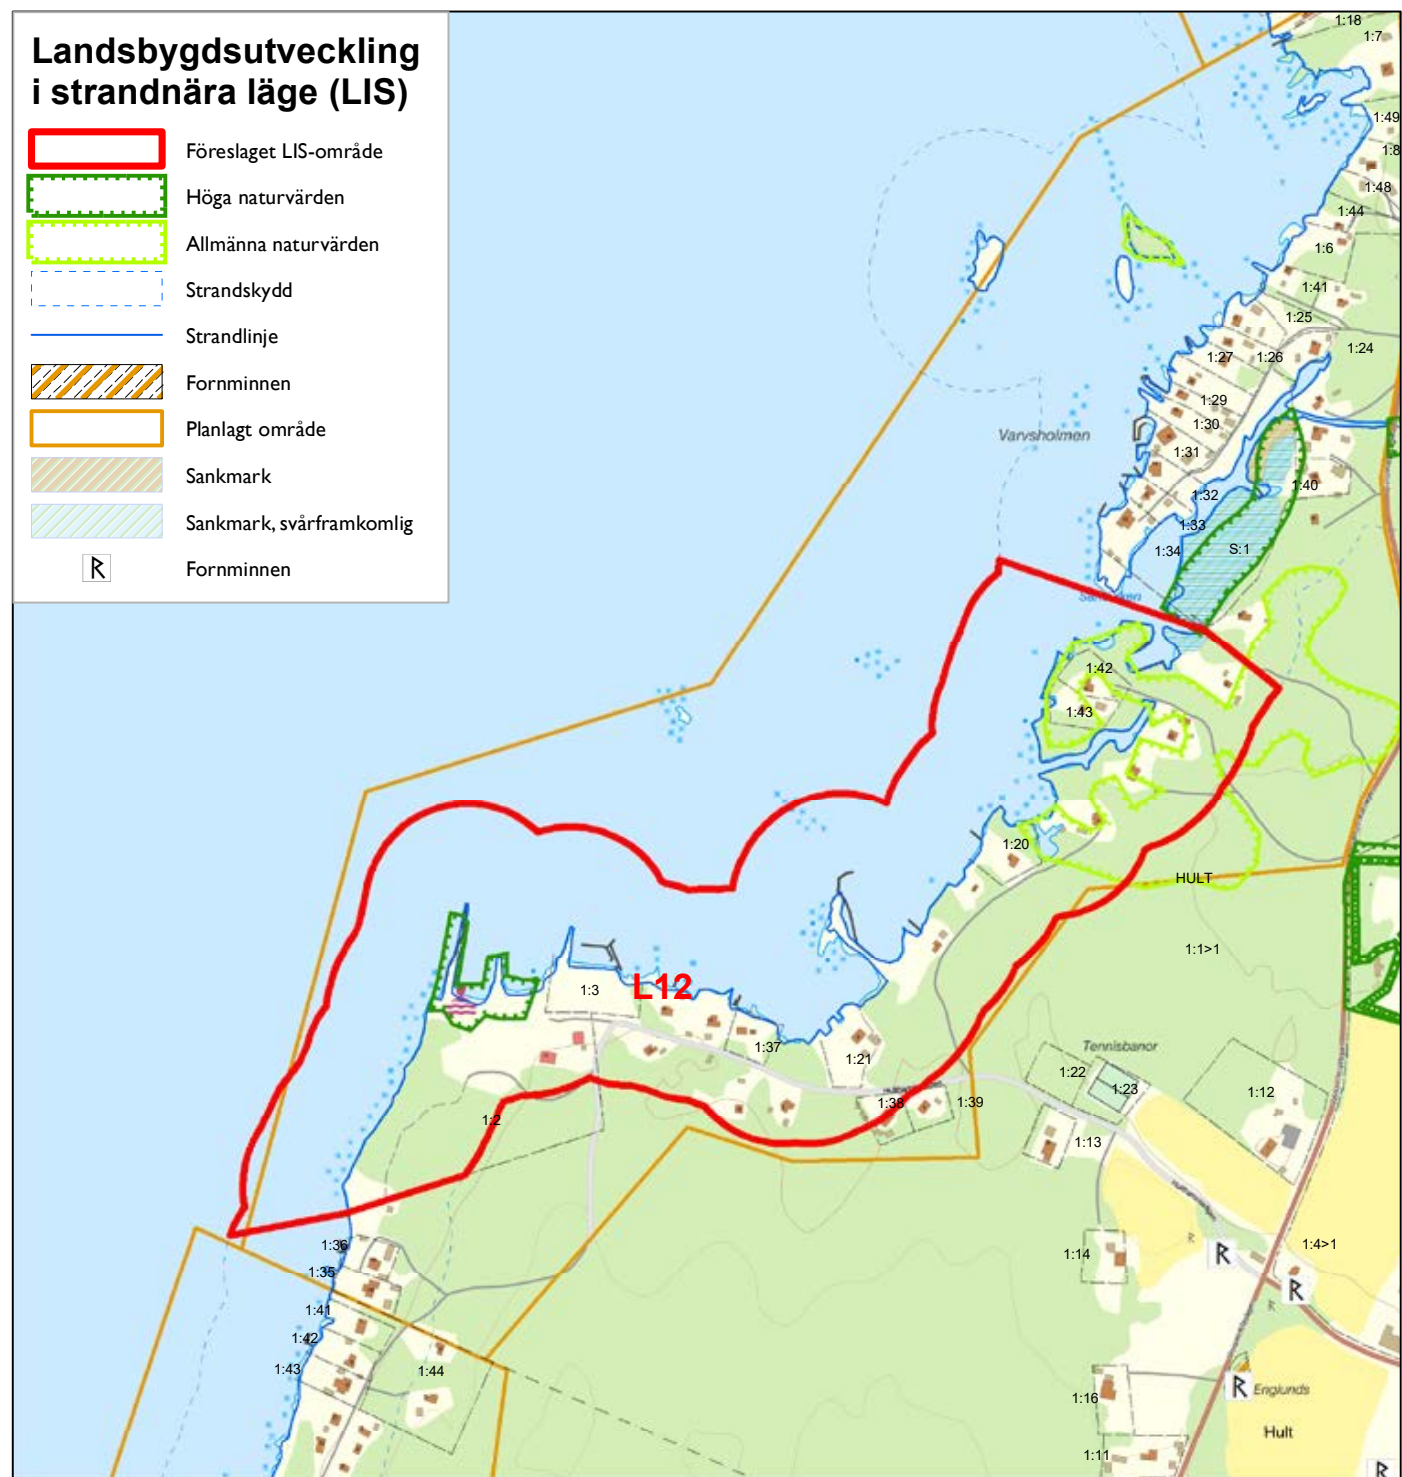 Landsbygdsutveckling
i strandnära läge (LIS)
Föreslaget LIS-område
Höga naturvärden
Allmänna naturvärden
Strandskydd
Strandlinje
Fornminnen
Planlagt område
Sankmark
Sankmark, svårframkomlig
Fornminnen
1:18
1:7
1:49
1:8
1:48
1:44
1:6
1:41
1:25
1:24
1:27
1:26
1:29
1:30
Varvsholmen
1:31
1:40
1:32
1:33
1:34
S:1
1:42
1:43
1:20
HULT
1:1>1
L12
1:3
1:37
1:21
Tennisbanor
1:22
1:23
1:12
1:38
1:39
1:2
1:13
1:36
1:35
1:14
1:4>1
1:41
1:42
1:43
1:44
1:16
Englunds
Hult
1:11